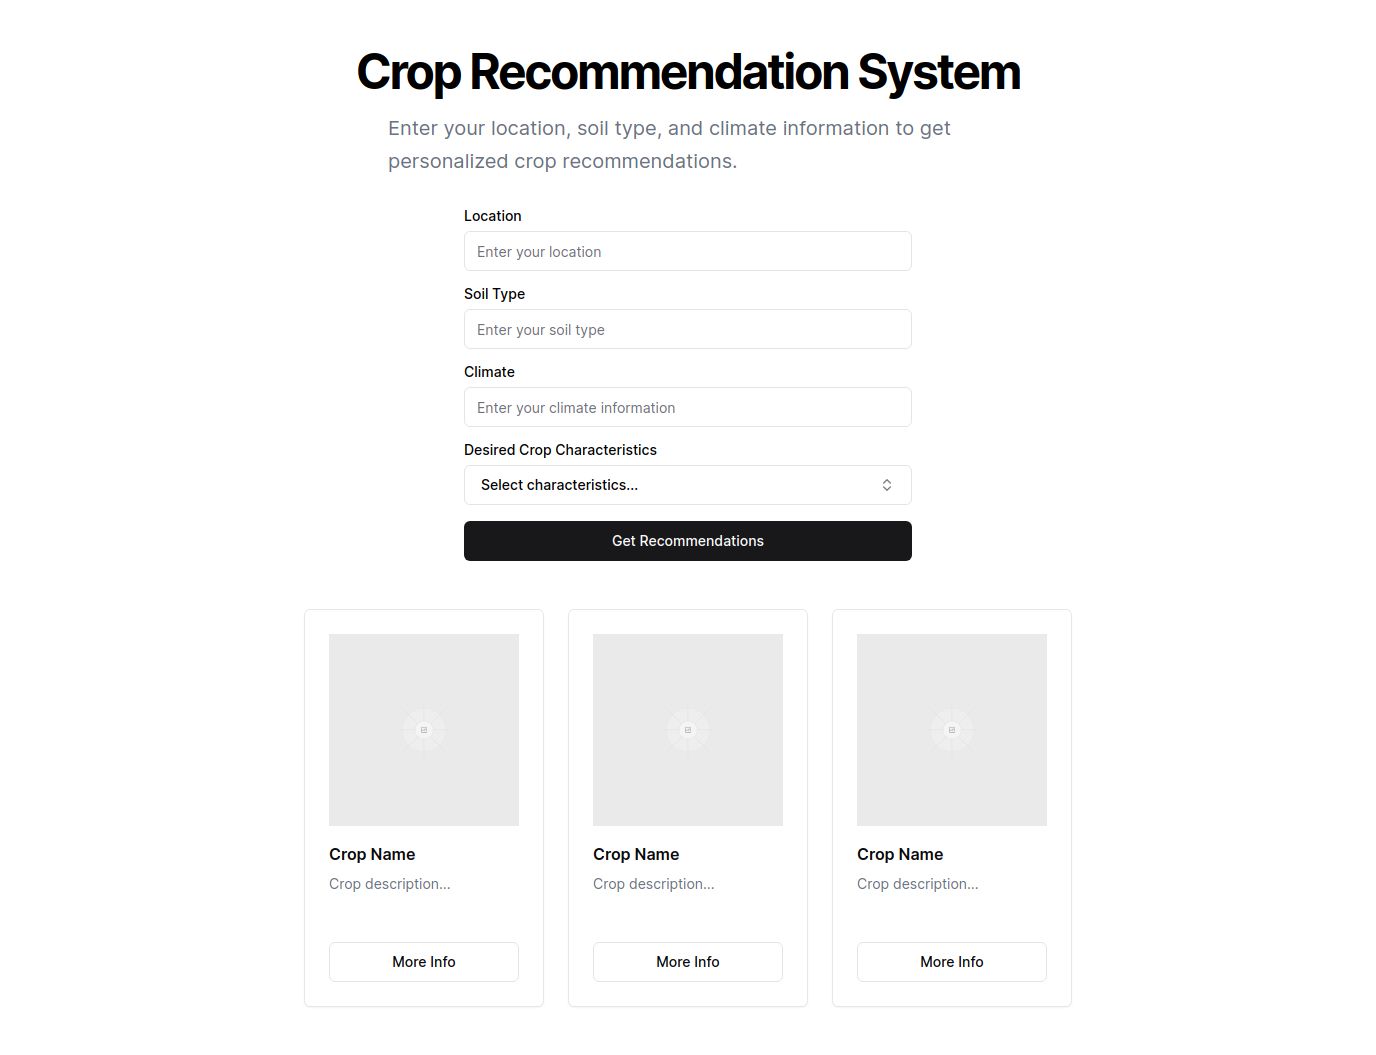 Crop Recommendation System
Enter your location, soil type, and climate information to get
personalized crop recommendations.
Location
Enter your location
Soil Type
Enter your soil type
Climate
Enter your climate information
Desired Crop Characteristics
Select characteristics...
Get Recommendations
Crop Name
Crop description...
More Info
Crop Name
Crop description...
More Info
Crop Name
Crop description...
More Info